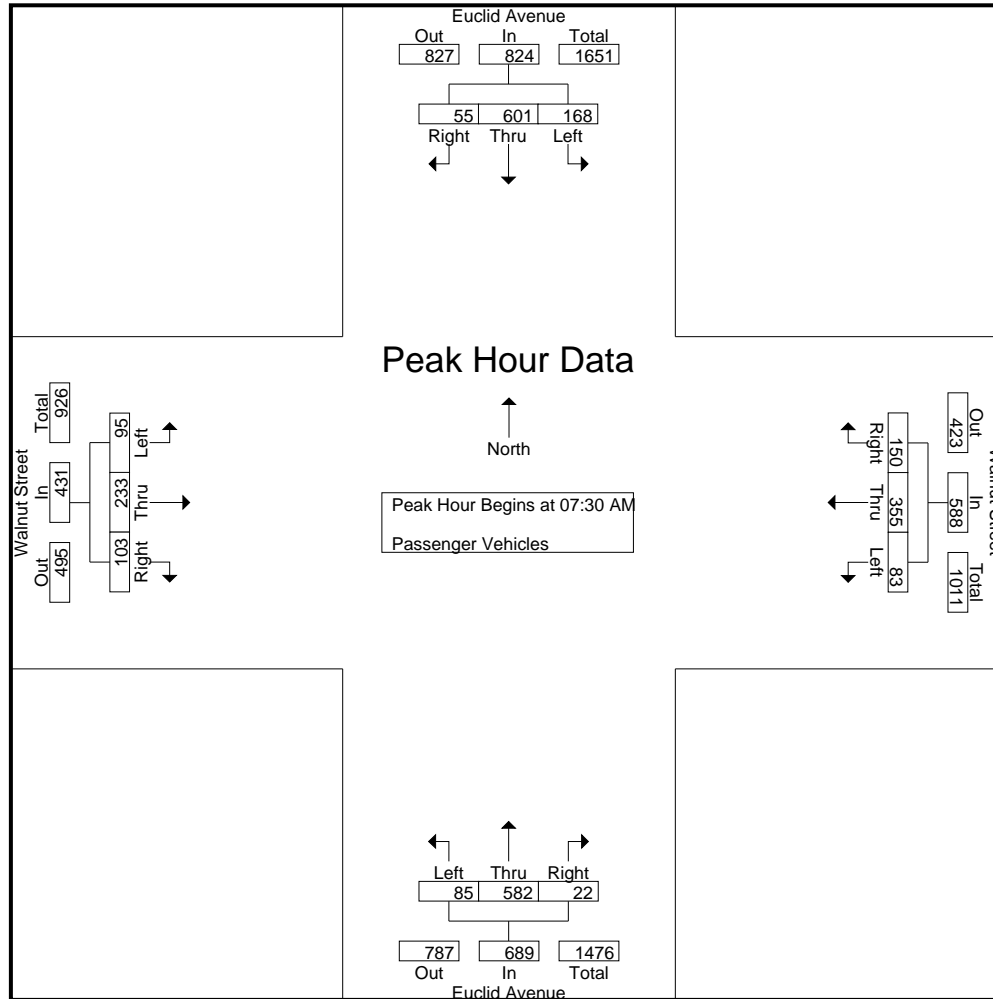 Euclid Avenue
Out In Total
827 824 1651
55 601 168
Right Thru Left
Peak Hour Data
North
Peak Hour Begins at 07:30 AM
Passenger Vehicles
Walnut Street
Total In Out
926 431 495
95 233 103
Left Thru Right
Walnut Street
Out In Total
423 588 1011
150 355 83
Right Thru Left
Left Thru Right
85 582 22
787 689 1476
Out In Total
Euclid Avenue